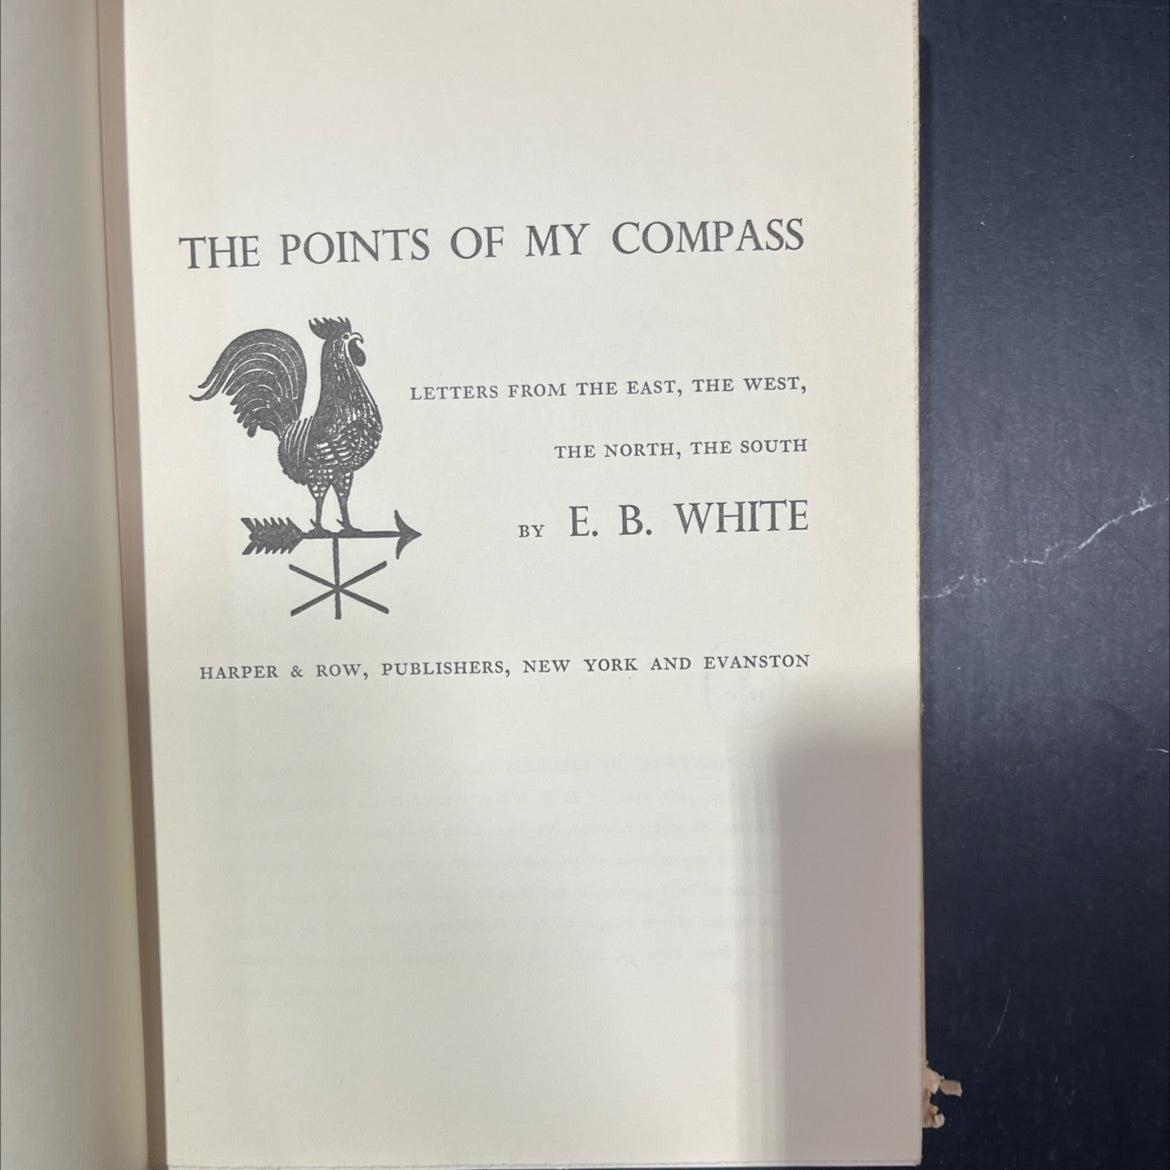 THE POINTS OF MY COMPASS
LETTERS FROM THE EAST, THE WEST,
THE NORTH, THE SOUTH
BY E. B. WHITE
HARPER & ROW, PUBLISHERS, NEW YORK AND EVANSTON